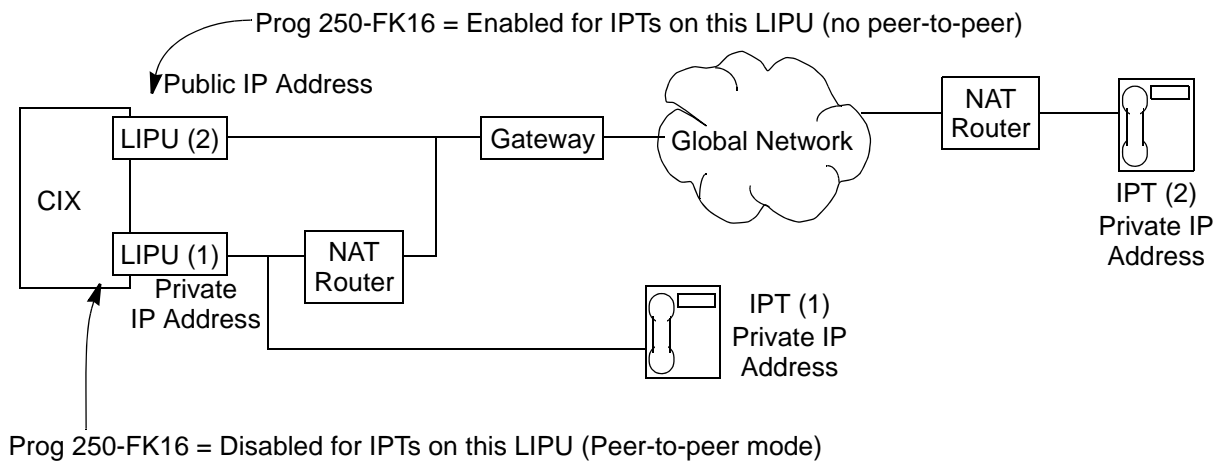 Prog 250-FK16 = Enabled for IPTs on this LIPU (no peer-to-peer)
Public IP Address
LIPU (2)
Gateway
Global Network
NAT
Router
IPT (2)
Private IP
Address
CIX
LIPU (1)
Private
IP Address
NAT
Router
IPT (1)
Private IP
Address
Prog 250-FK16 = Disabled for IPTs on this LIPU (Peer-to-peer mode)